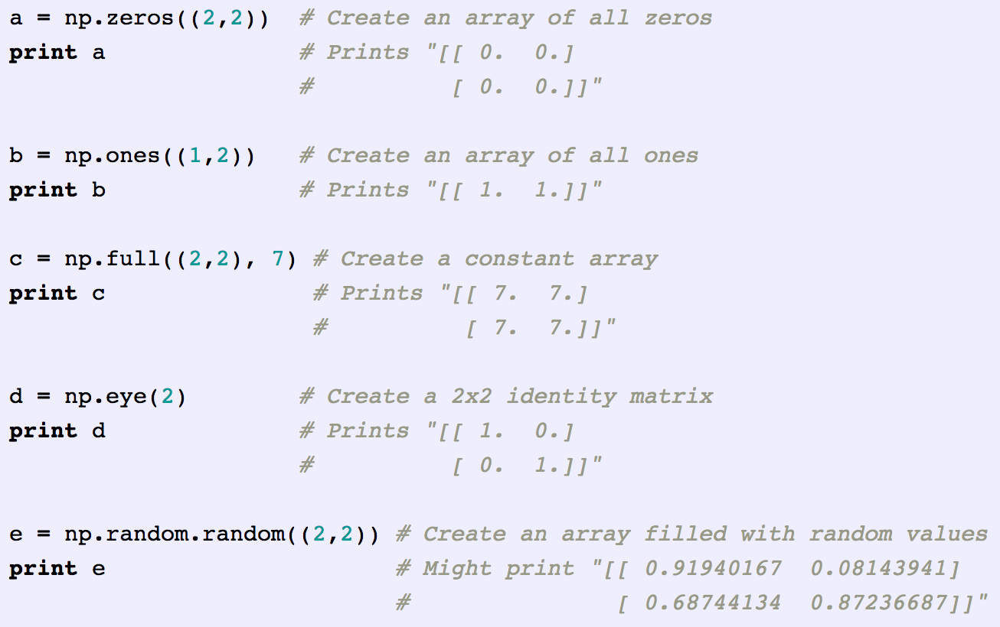 a = np.zeros((2,2))  # Create an array of all zeros
print a              # Prints "[[ 0.  0.]
                     #          [ 0.  0.]]"
b = np.ones((1,2))   # Create an array of all ones
print b              # Prints "[[ 1.  1.]]"
c = np.full((2,2), 7) # Create a constant array
print c               # Prints "[[ 7.  7.]
                      #          [ 7.  7.]]"
d = np.eye(2)        # Create a 2x2 identity matrix
print d              # Prints "[[ 1.  0.]
                     #          [ 0.  1.]]"
e = np.random.random((2,2)) # Create an array filled with random values
print e                     # Might print "[[ 0.91940167  0.08143941]
                            #               [ 0.68744134  0.87236687]]"